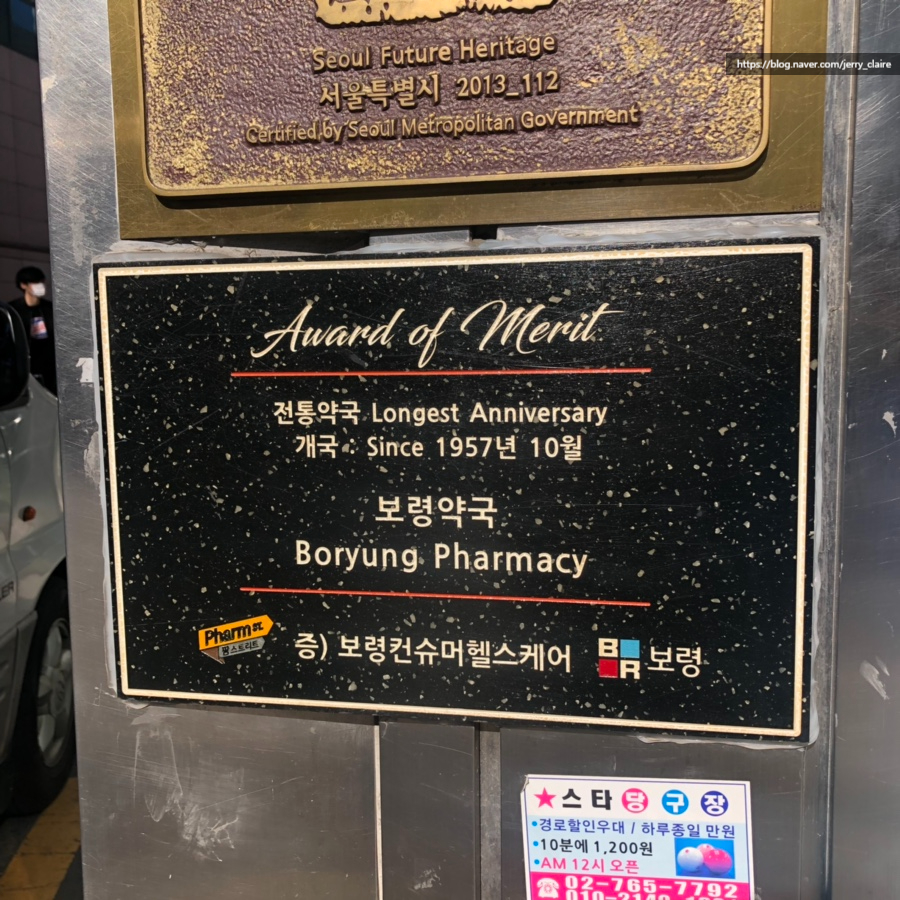 Seoul Future Heritage
서울특별시 2013_112
Certified by Seoul Metropolitan Government
https://blog.naver.com/jerry_claire
Award of Merit
전통약국 Longest Anniversary
개국 : Since 1957년 10월
보령약국
Boryung Pharmacy
Pharm St.
팜스트리트
증) 보령컨슈머헬스케어
BR 보령
★스타당구장
•경로할인우대 / 하루종일 만원
•10분에 1,200원
•AM 12시 오픈
02-765-7792